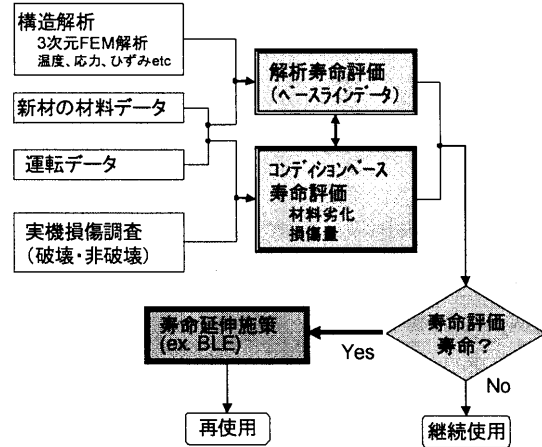 構造解析
3次元FEM解析
温度、応力、ひずみetc
新材の材料データ
運転データ
実機損傷調査
(破壊・非破壊)
解析寿命評価
(ベースラインデータ)
コンディションベース
寿命評価
材料劣化
損傷量
寿命評価
寿命?
Yes
No
寿命延伸施策
(ex. BLE)
再使用
継続使用